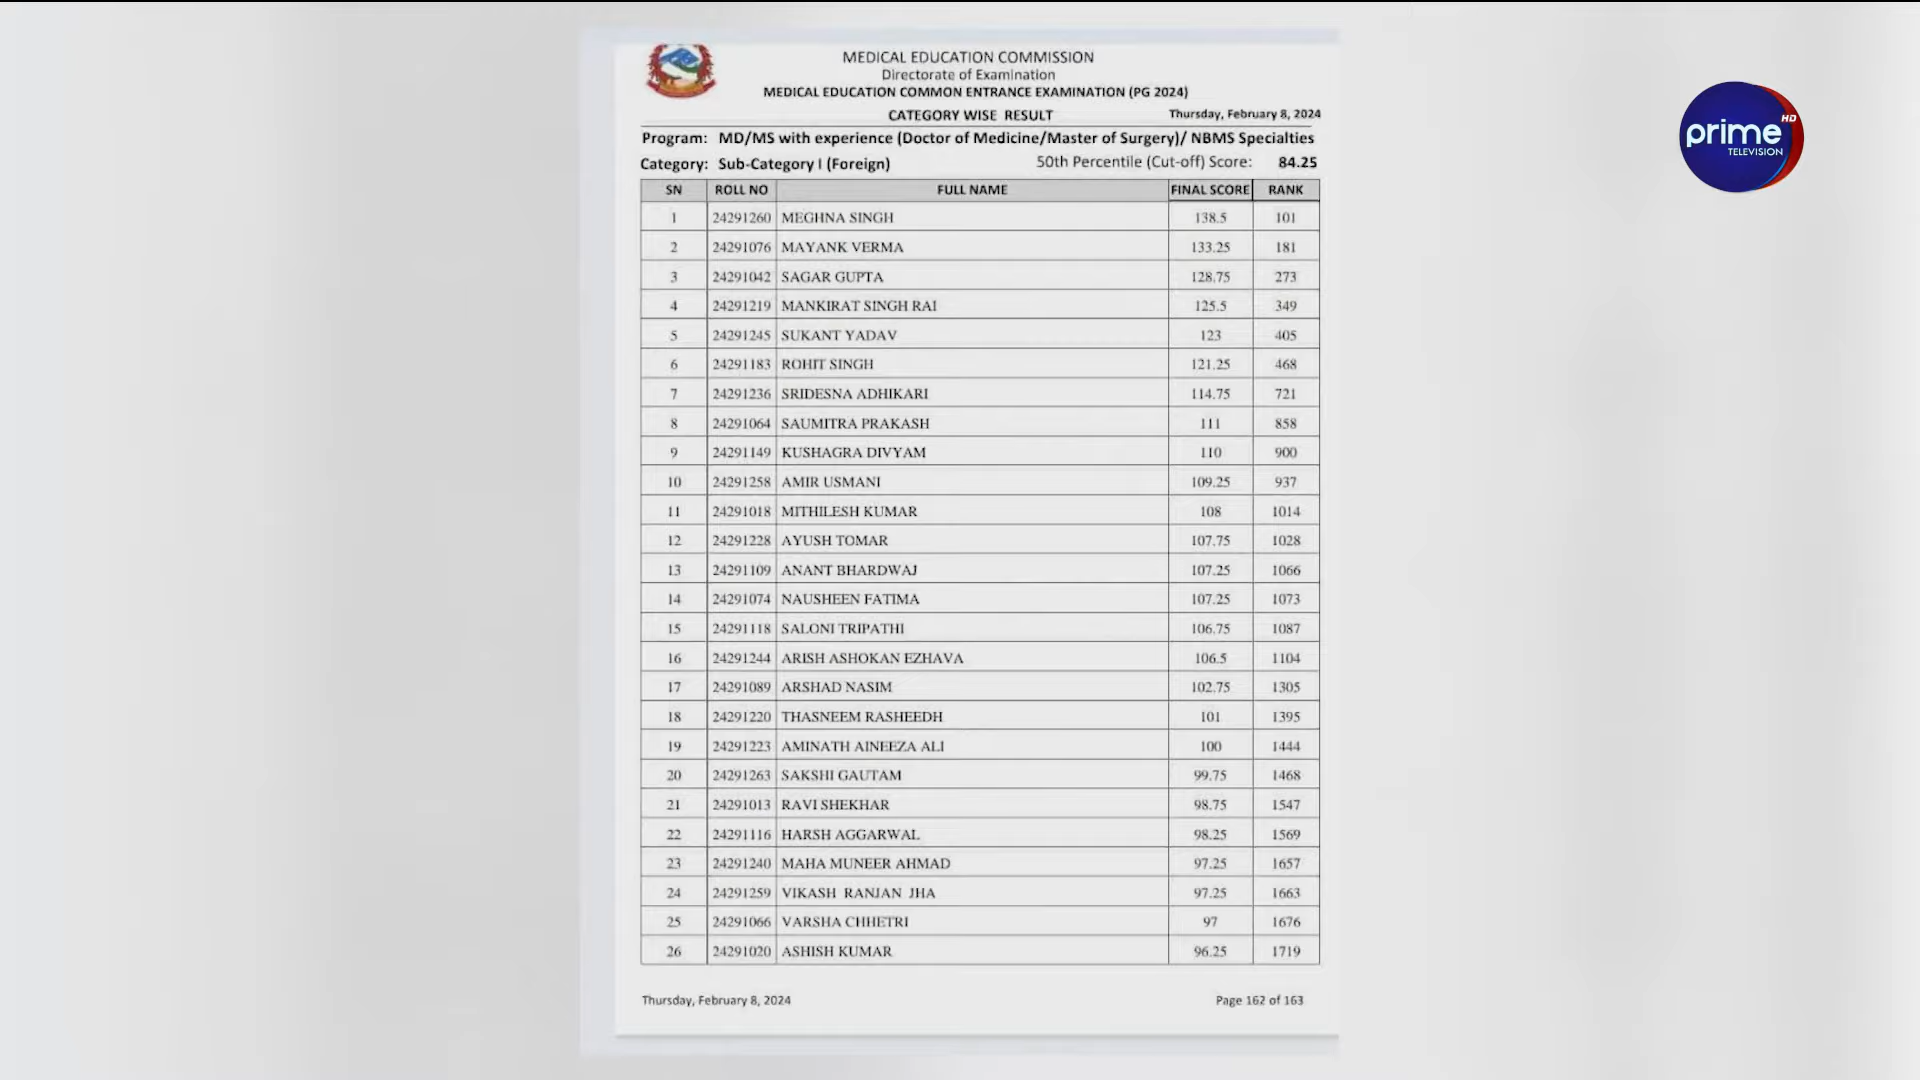 MEDICAL EDUCATION COMMISSION
Directorate of Examination
MEDICAL EDUCATION COMMON ENTRANCE EXAMINATION (PG 2024)
CATEGORY WISE RESULT Thursday, February 8, 2024
Program: MD/MS with experience (Doctor of Medicine/Master of Surgery)/ NBMS Specialties
Category: Sub-Category I (Foreign) 50th Percentile (Cut-off) Score: 84.25
SN ROLL NO FULL NAME FINAL SCORE RANK
1 24291260 MEGHNA SINGH 138.5 101
2 24291076 MAYANK VERMA 133.25 181
3 24291042 SAGAR GUPTA 128.75 273
4 24291219 MANKIRAT SINGH RAI 125.5 349
5 24291245 SUKANT YADAV 123 405
6 24291183 ROHIT SINGH 121.25 468
7 24291236 SRIDESNA ADHIKARI 114.75 721
8 24291064 SAUMITRA PRAKASH 111 858
9 24291149 KUSHAGRA DIVYAM 110 900
10 24291258 AMIR USMANI 109.25 937
11 24291018 MITHILESH KUMAR 108 1014
12 24291228 AYUSH TOMAR 107.75 1028
13 24291109 ANANT BHARDWAJ 107.25 1066
14 24291074 NAUSHEEN FATIMA 107.25 1073
15 24291118 SALONI TRIPATHI 106.75 1087
16 24291244 ARISH ASHOKAN EZHAVA 106.5 1104
17 24291089 ARSHAD NASIM 102.75 1305
18 24291220 THASNEEM RASHEEDH 101 1395
19 24291223 AMINATH AINEEZA ALI 100 1444
20 24291263 SAKSHI GAUTAM 99.75 1468
21 24291013 RAVI SHEKHAR 98.75 1547
22 24291116 HARSH AGGARWAL 98.25 1569
23 24291240 MAHA MUNEER AHMAD 97.25 1657
24 24291259 VIKASH RANJAN JHA 97.25 1663
25 24291066 VARSHA CHHETRI 97 1676
26 24291020 ASHISH KUMAR 96.25 1719
Thursday, February 8, 2024 Page 162 of 163
prime HD
TELEVISION